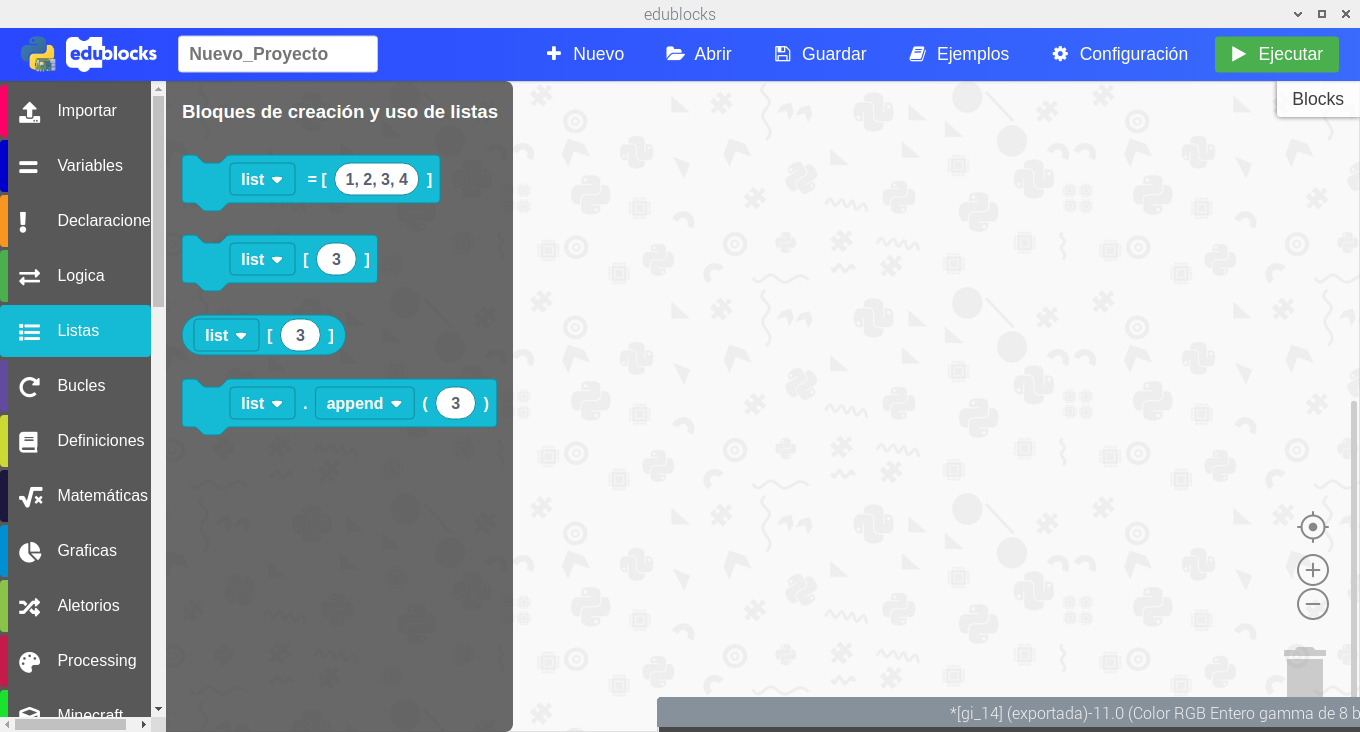 edublocks
edublocks
Nuevo_Proyecto
Nuevo
Abrir
Guardar
Ejemplos
Configuración
Ejecutar
Blocks
Importar
Variables
Declaracione
Logica
Listas
Bucles
Definiciones
Matemáticas
Graficas
Aletorios
Processing
Minecraft
Bloques de creación y uso de listas
list = [ 1, 2, 3, 4 ]
list [ 3 ]
list [ 3 ]
list . append ( 3 )
*[gi_14] (exportada)-11.0 (Color RGB Entero gamma de 8 b